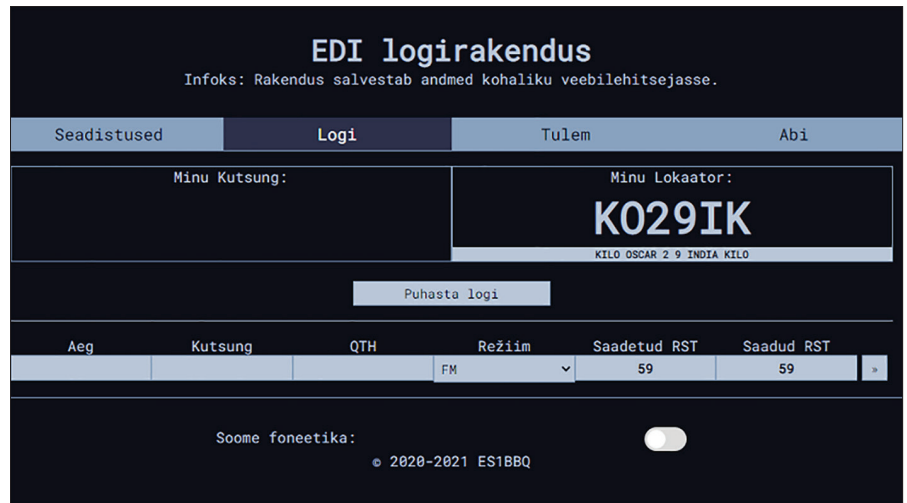 EDI logirakendus
Infoks: Rakendus salvestab andmed kohaliku veebilehitsejasse.
Seadistused Logi Tulem Abi
Minu Kutsung: Minu Lokaator:
KO29IK
KILO OSCAR 2 9 INDIA KILO
Puhasta logi
Aeg Kutsung QTH Režiim Saadetud RST Saadud RST
FM 59 59 »
Soome foneetika:
© 2020-2021 ES1BBQ